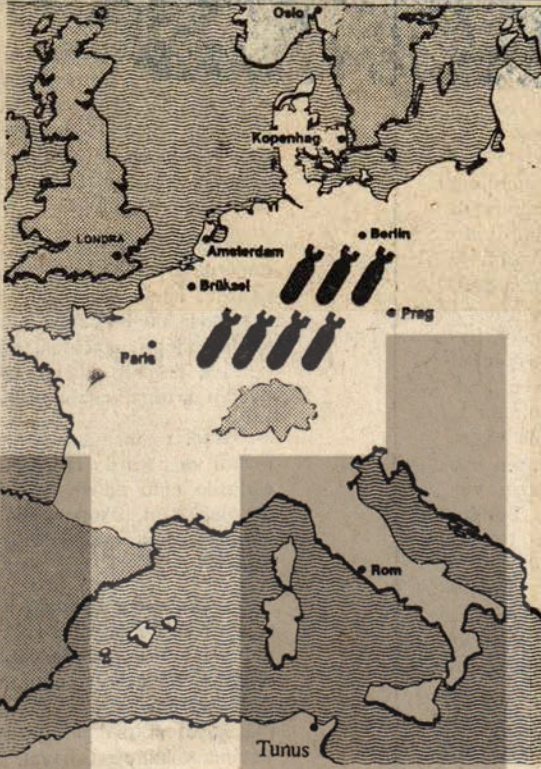 Oslo
Kopenhag
LONDRA
Berlin
Amsterdam
Brüksel
Prag
Paris
Rom
Tunus